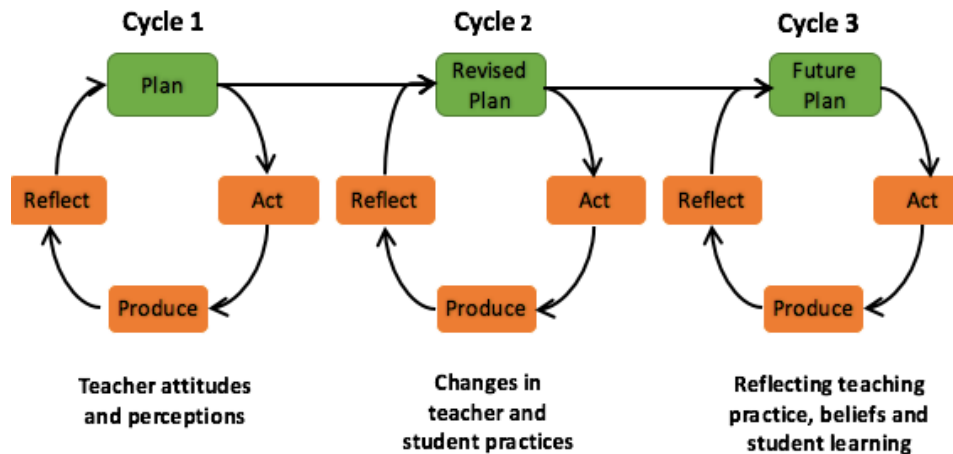 Cycle 1
Cycle 2
Cycle 3
Plan
Revised
Plan
Future
Plan
Reflect
Act
Reflect
Act
Reflect
Act
Produce
Produce
Produce
Teacher attitudes
and perceptions
Changes in
teacher and
student practices
Reflecting teaching
practice, beliefs and
student learning